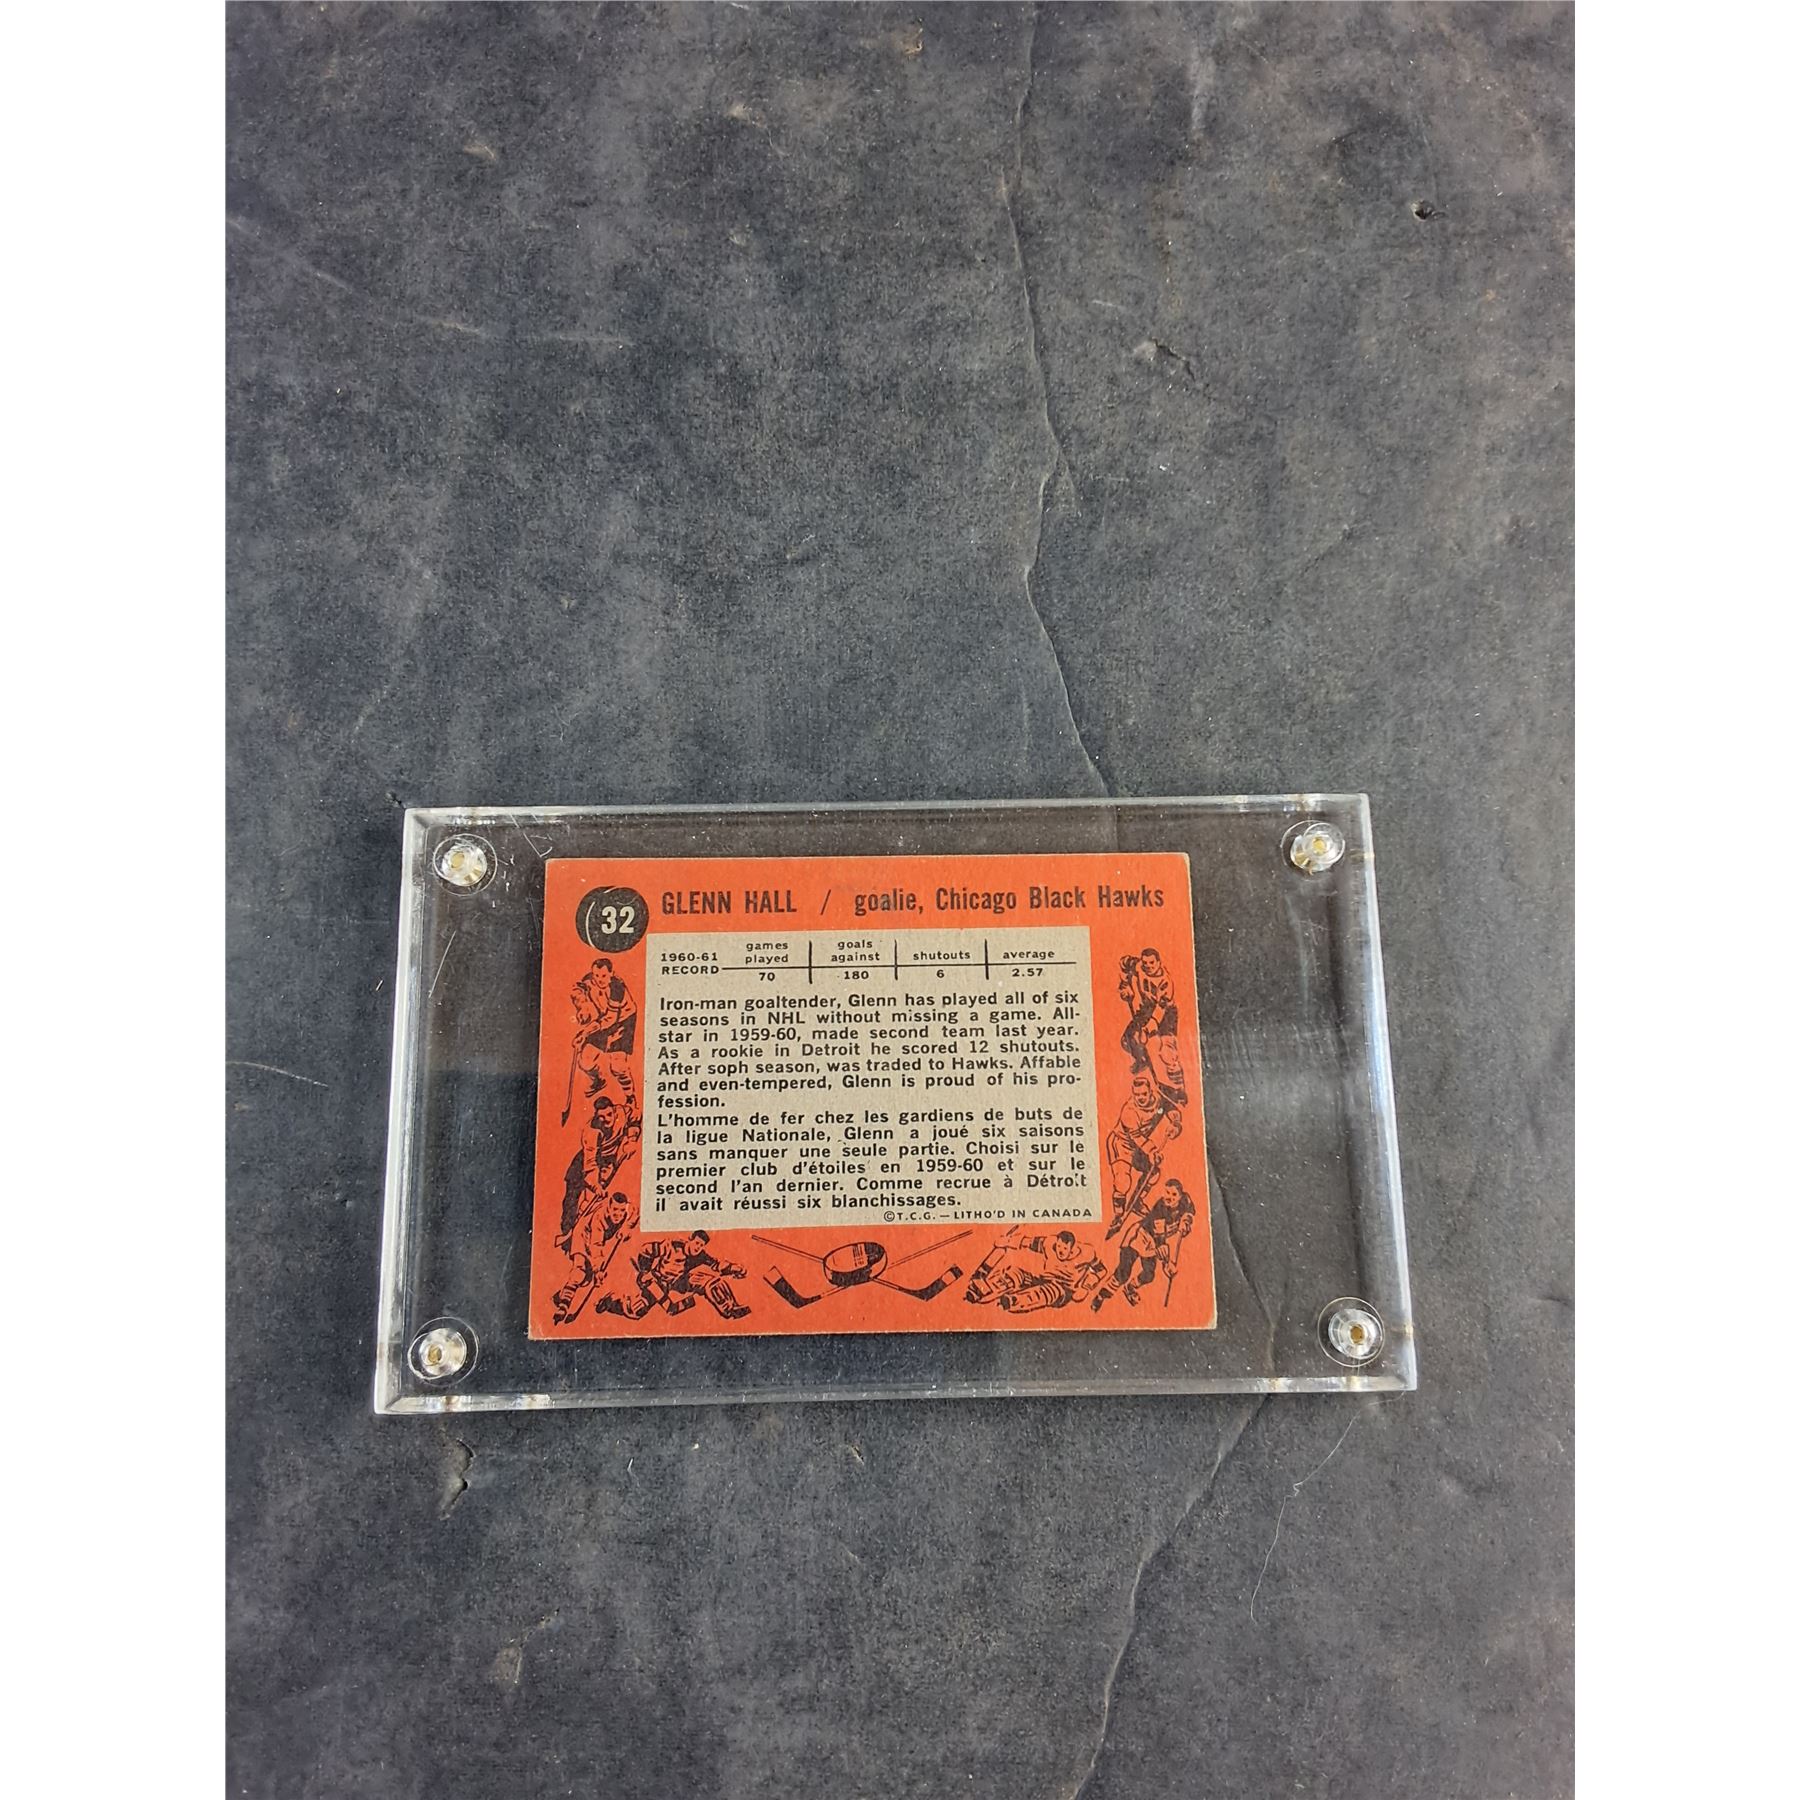 32 GLENN HALL / goalie, Chicago Black Hawks
1960-61 RECORD games played goals against shutouts average
70 180 6 2.57
Iron-man goaltender, Glenn has played all of six
seasons in NHL without missing a game. All-
star in 1959-60, made second team last year.
As a rookie in Detroit he scored 12 shutouts.
After soph season, was traded to Hawks. Affable
and even-tempered, Glenn is proud of his pro-
fession.
L'homme de fer chez les gardiens de buts de
la ligue Nationale, Glenn a joué six saisons
sans manquer une seule partie. Choisi sur le
premier club d'étoiles en 1959-60 et sur le
second l'an dernier. Comme recrue à Détroit
il avait réussi six blanchissages.
©T.C.G. — LITHO'D IN CANADA